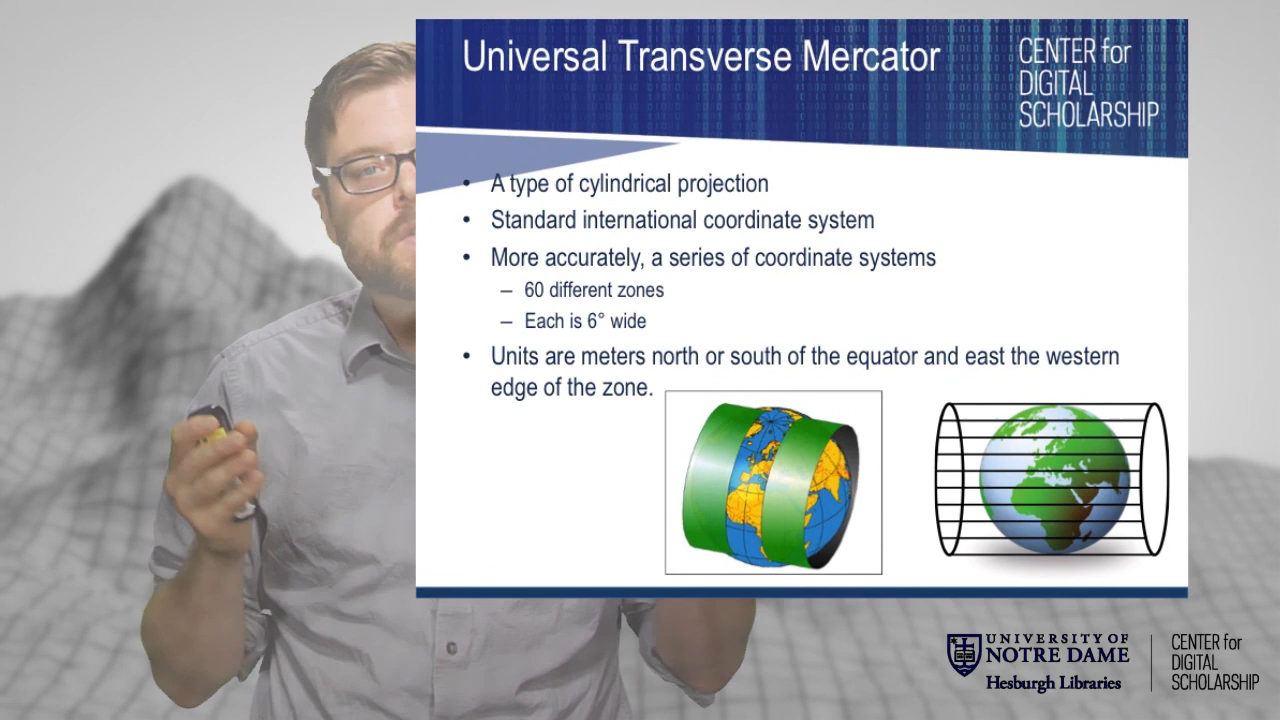 Universal Transverse Mercator
CENTER for
DIGITAL
SCHOLARSHIP
• A type of cylindrical projection
• Standard international coordinate system
• More accurately, a series of coordinate systems
– 60 different zones
– Each is 6° wide
• Units are meters north or south of the equator and east the western
edge of the zone.
UNIVERSITY OF
NOTRE DAME
Hesburgh Libraries
CENTER for
DIGITAL
SCHOLARSHIP